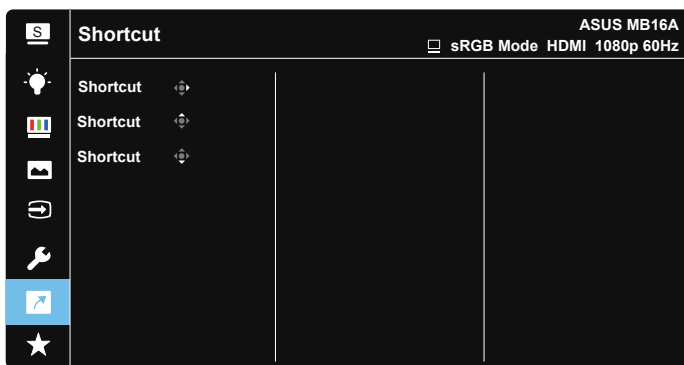 S
Shortcut
ASUS MB16A
sRGB Mode HDMI 1080p 60Hz
Shortcut
Shortcut
Shortcut